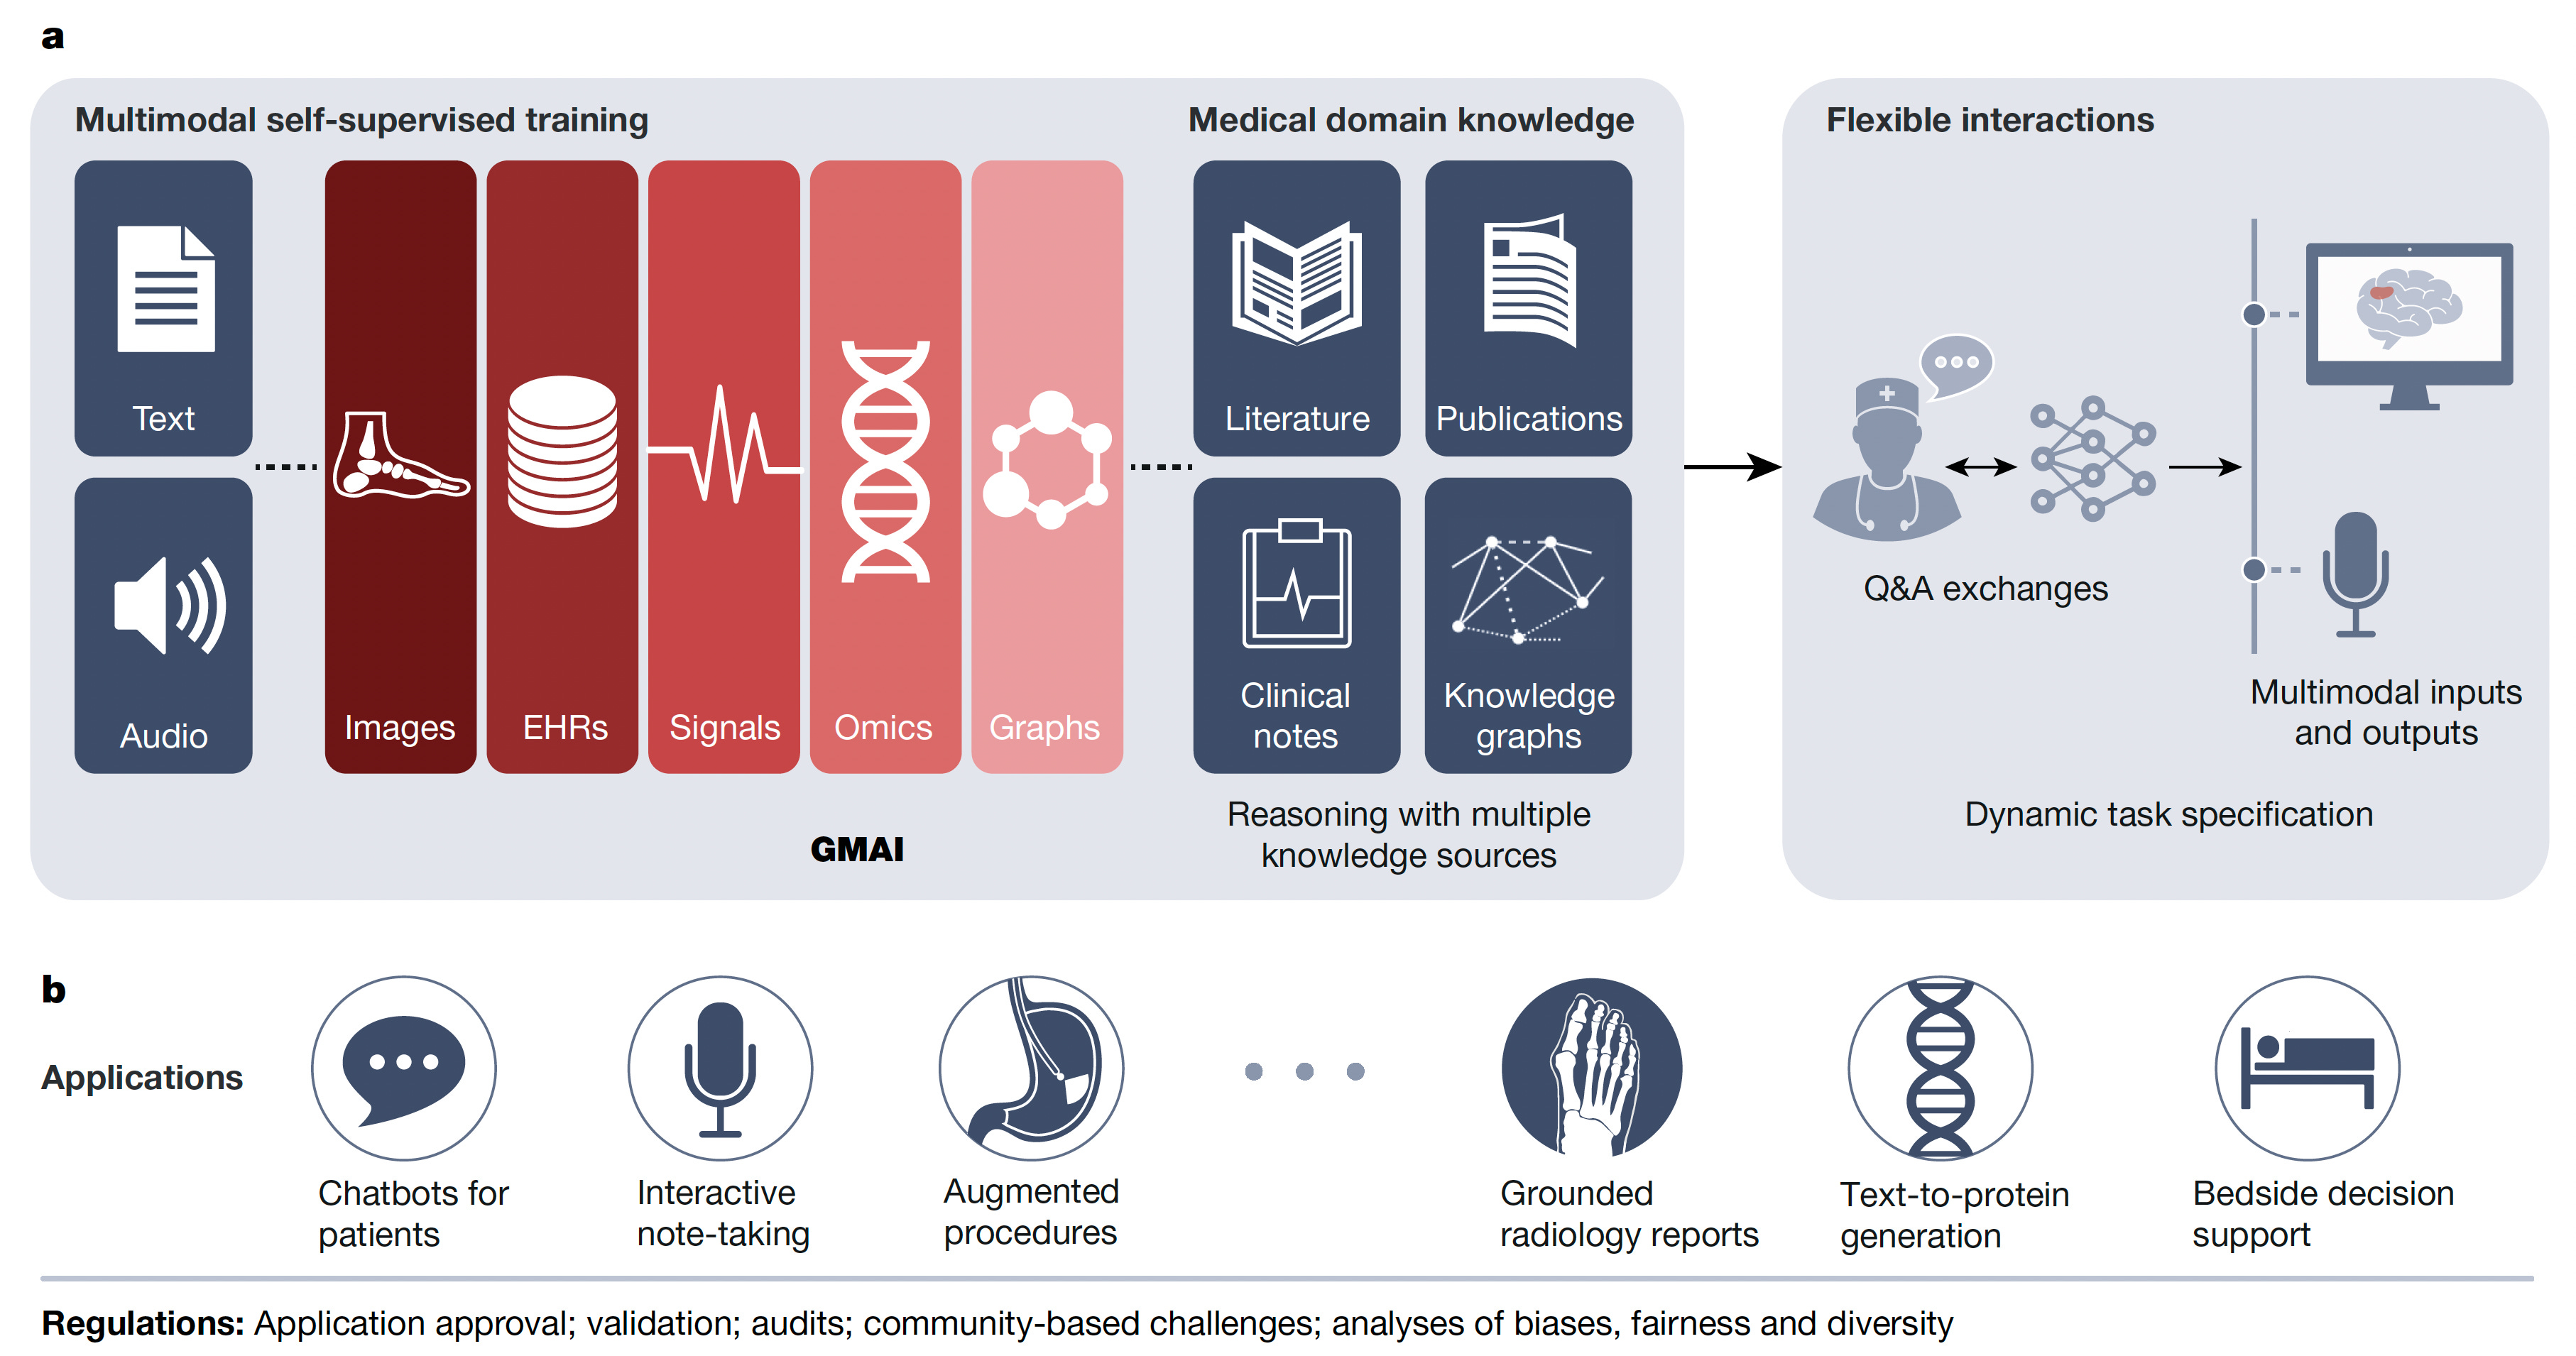 a
Multimodal self-supervised training
Medical domain knowledge
Flexible interactions
Text
Audio
Images
EHRs
Signals
Omics
Graphs
Literature
Publications
Clinical
notes
Knowledge
graphs
GMAI
Reasoning with multiple
knowledge sources
Q&A exchanges
Multimodal inputs
and outputs
Dynamic task specification
b
Applications
Chatbots for
patients
Interactive
note-taking
Augmented
procedures
Grounded
radiology reports
Text-to-protein
generation
Bedside decision
support
Regulations: Application approval; validation; audits; community-based challenges; analyses of biases, fairness and diversity